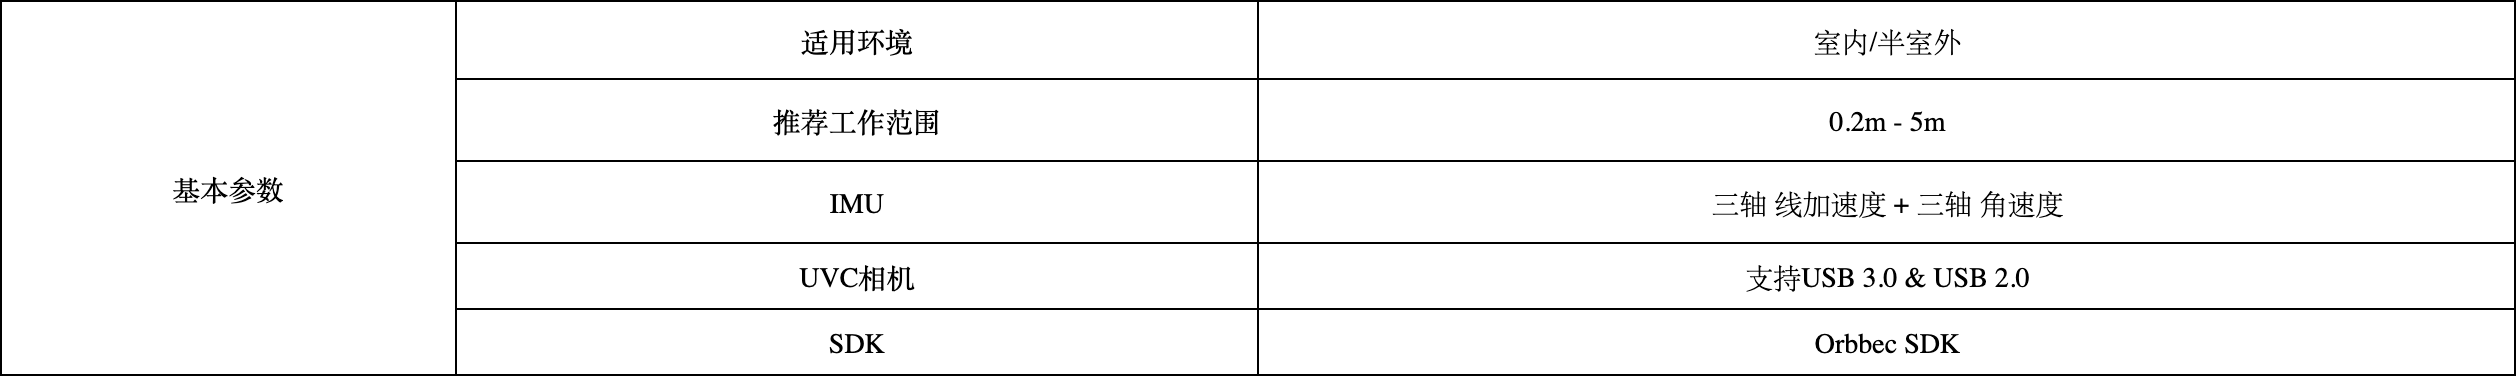 基本参数
适用环境
室内/半室外
推荐工作范围
0.2m - 5m
IMU
三轴 线加速度 + 三轴 角速度
UVC相机
支持USB 3.0 & USB 2.0
SDK
Orbbec SDK